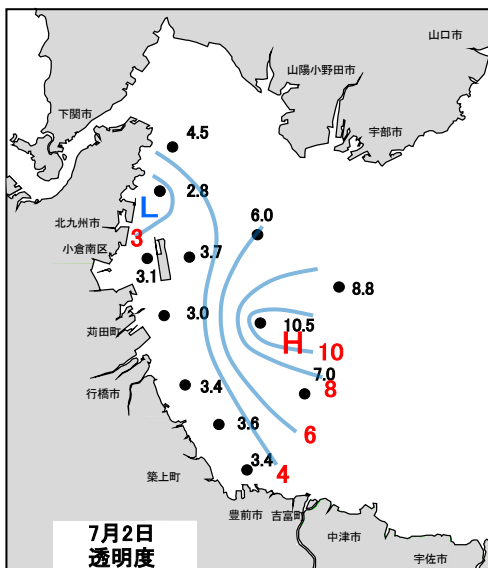 山口市
山陽小野田市
下関市
宇部市
4.5
2.8
L
北九州市
小倉南区
3
6.0
3.7
3.1
8.8
3.0
10.5
苅田町
H
10
7.0
8
3.4
行橋市
3.6
6
3.4
4
築上町
豊前市
吉富町
中津市
宇佐市
7月2日
透明度